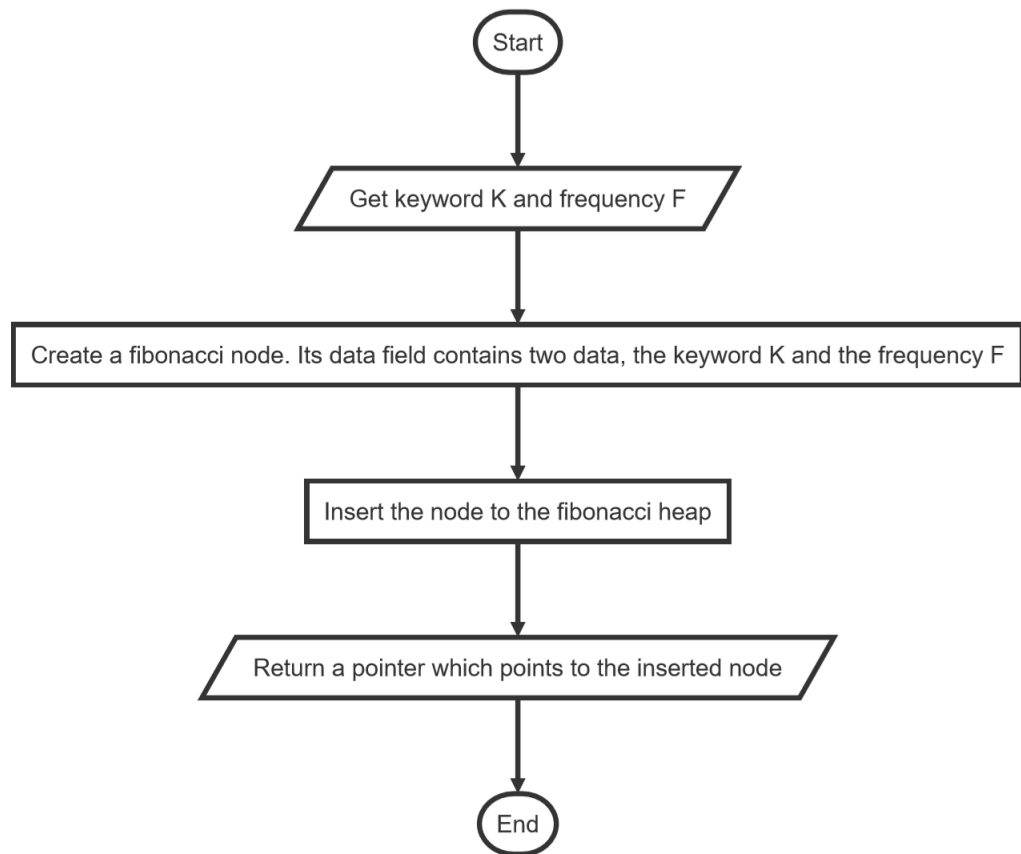 Start
Get keyword K and frequency F
Create a fibonacci node. Its data field contains two data, the keyword K and the frequency F
Insert the node to the fibonacci heap
Return a pointer which points to the inserted node
End